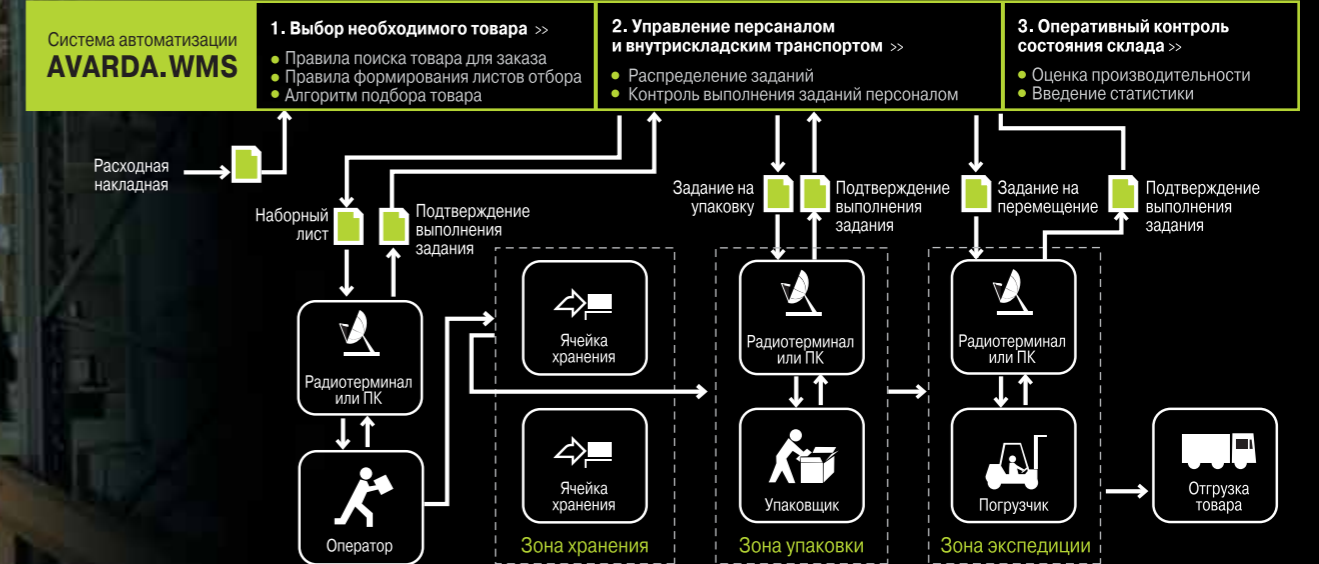 Система автоматизации
AVARDA.WMS
1. Выбор необходимого товара >>
• Правила поиска товара для заказа
• Правила формирования листов отбора
• Алгоритм подбора товара
2. Управление персаналом
и внутрискладским транспортом >>
• Распределение заданий
• Контроль выполнения заданий персоналом
3. Оперативный контроль
состояния склада >>
• Оценка производительности
• Введение статистики
Расходная
накладная
Наборный
лист
Подтверждение
выполнения
задания
Задание на
упаковку
Подтверждение
выполнения
задания
Задание на
перемещение
Подтверждение
выполнения
задания
Радиотерминал
или ПК
Оператор
Ячейка
хранения
Ячейка
хранения
Зона хранения
Радиотерминал
или ПК
Упаковщик
Зона упаковки
Радиотерминал
или ПК
Погрузчик
Зона экспедиции
Отгрузка
товара